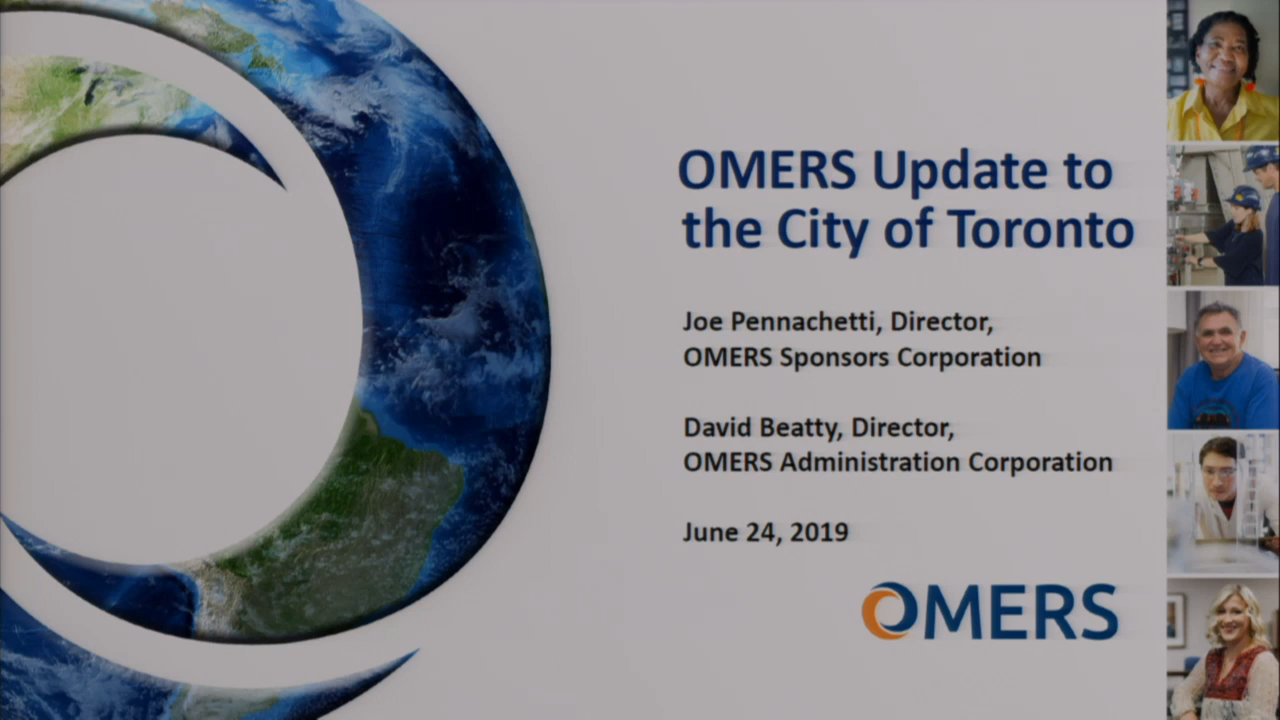 OMERS Update to
the City of Toronto
Joe Pennachetti, Director,
OMERS Sponsors Corporation
David Beatty, Director,
OMERS Administration Corporation
June 24, 2019
OMERS